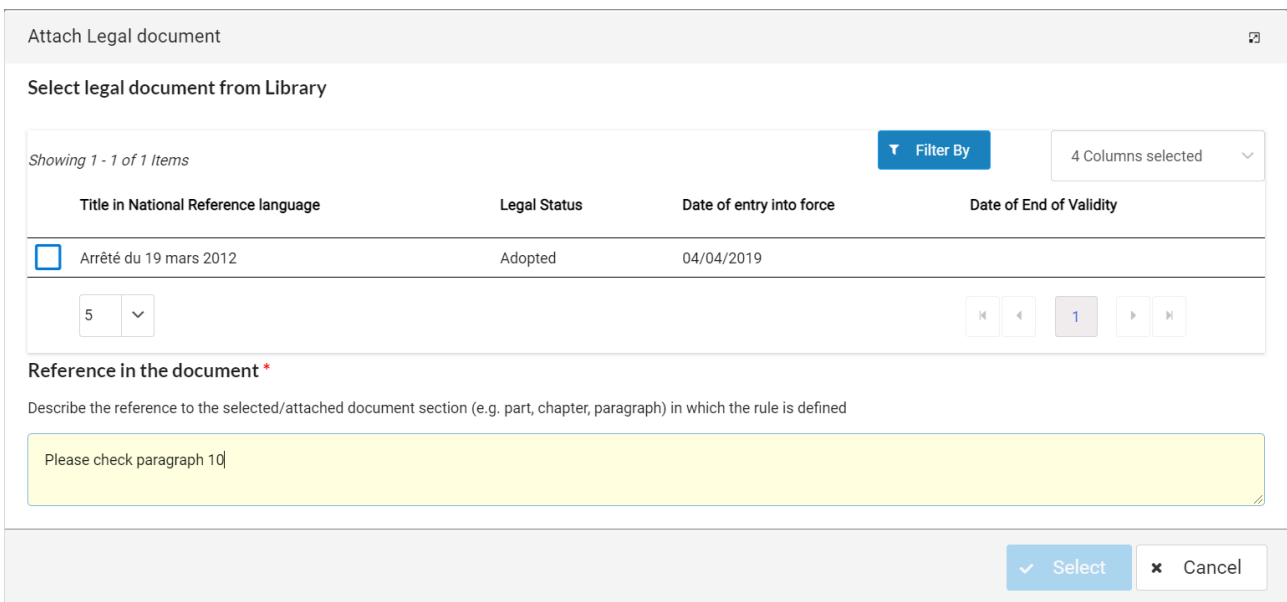 Attach Legal document
Select legal document from Library
Showing 1 - 1 of 1 Items
Filter By
4 Columns selected
Title in National Reference language Legal Status Date of entry into force Date of End of Validity
Arrêté du 19 mars 2012 Adopted 04/04/2019
5
1
Reference in the document *
Describe the reference to the selected/attached document section (e.g. part, chapter, paragraph) in which the rule is defined
Please check paragraph 10
Select
Cancel